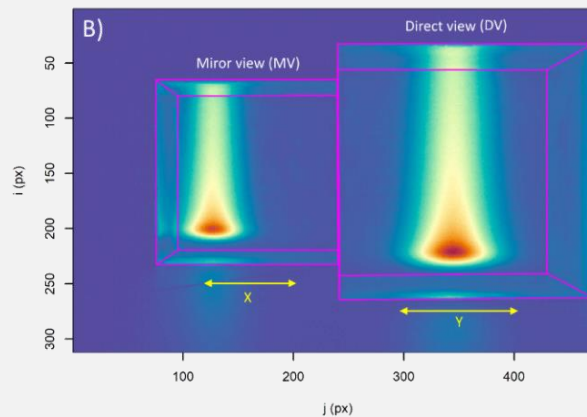 B)
Direct view (DV)
Miror view (MV)
50
100
150
200
250
300
i (px)
X
Y
100
200
300
400
j (px)